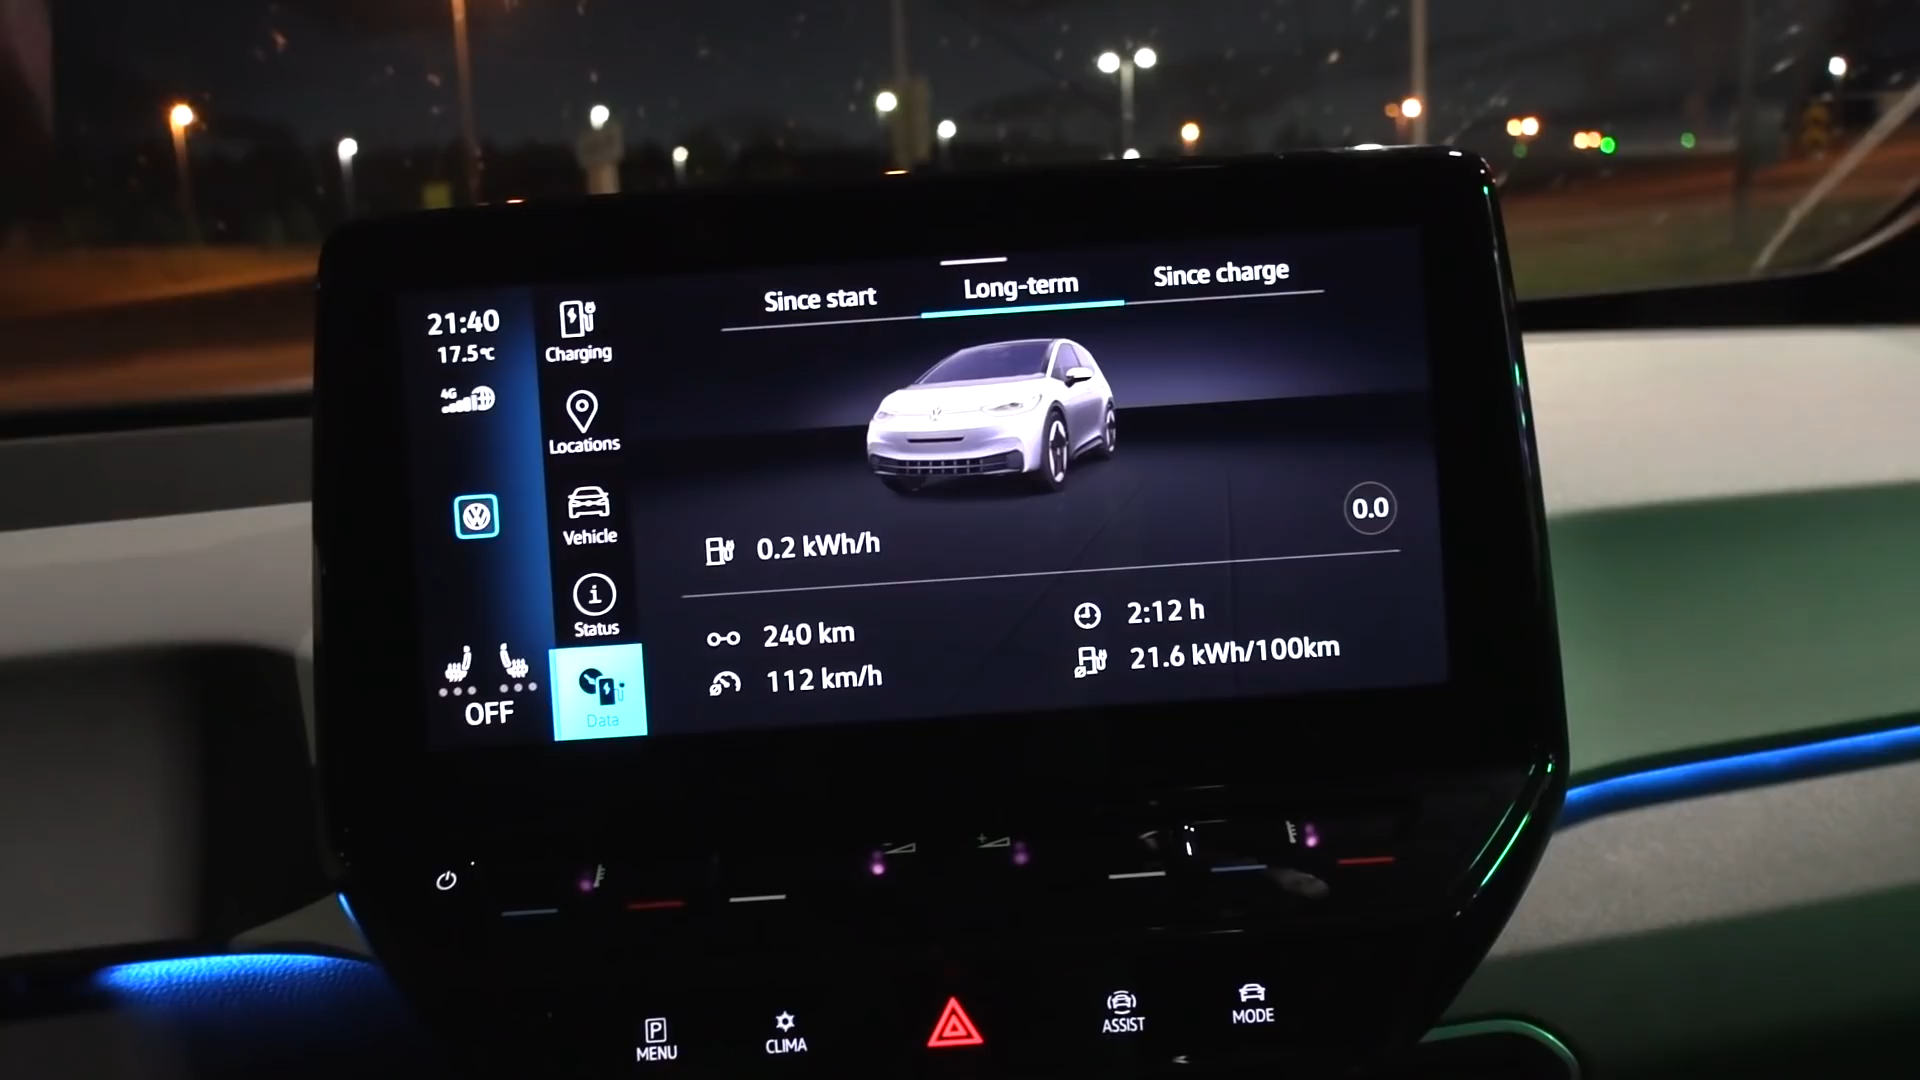 Since start
Long-term
Since charge
21:40
17.5°C
4G
Charging
Locations
Vehicle
Status
Data
OFF
0.2 kWh/h
0.0
240 km
2:12 h
112 km/h
21.6 kWh/100km
P
MENU
CLIMA
ASSIST
MODE